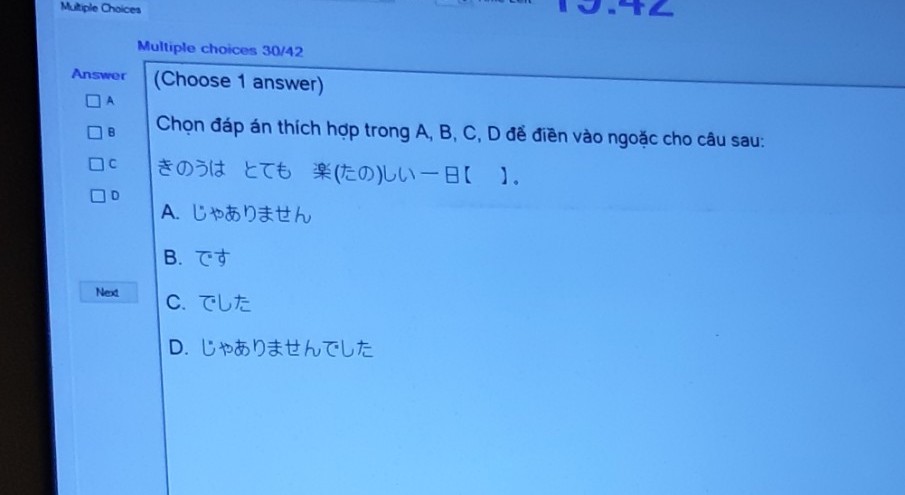 Multiple Choices
Multiple choices 30/42
Answer
(Choose 1 answer)
A
B
C
D
Chọn đáp án thích hợp trong A, B, C, D để điền vào ngoặc cho câu sau:
きのうは とても 楽(たの)しい一日【 】。
A. じゃありません
B. です
C. でした
D. じゃありませんでした
Next